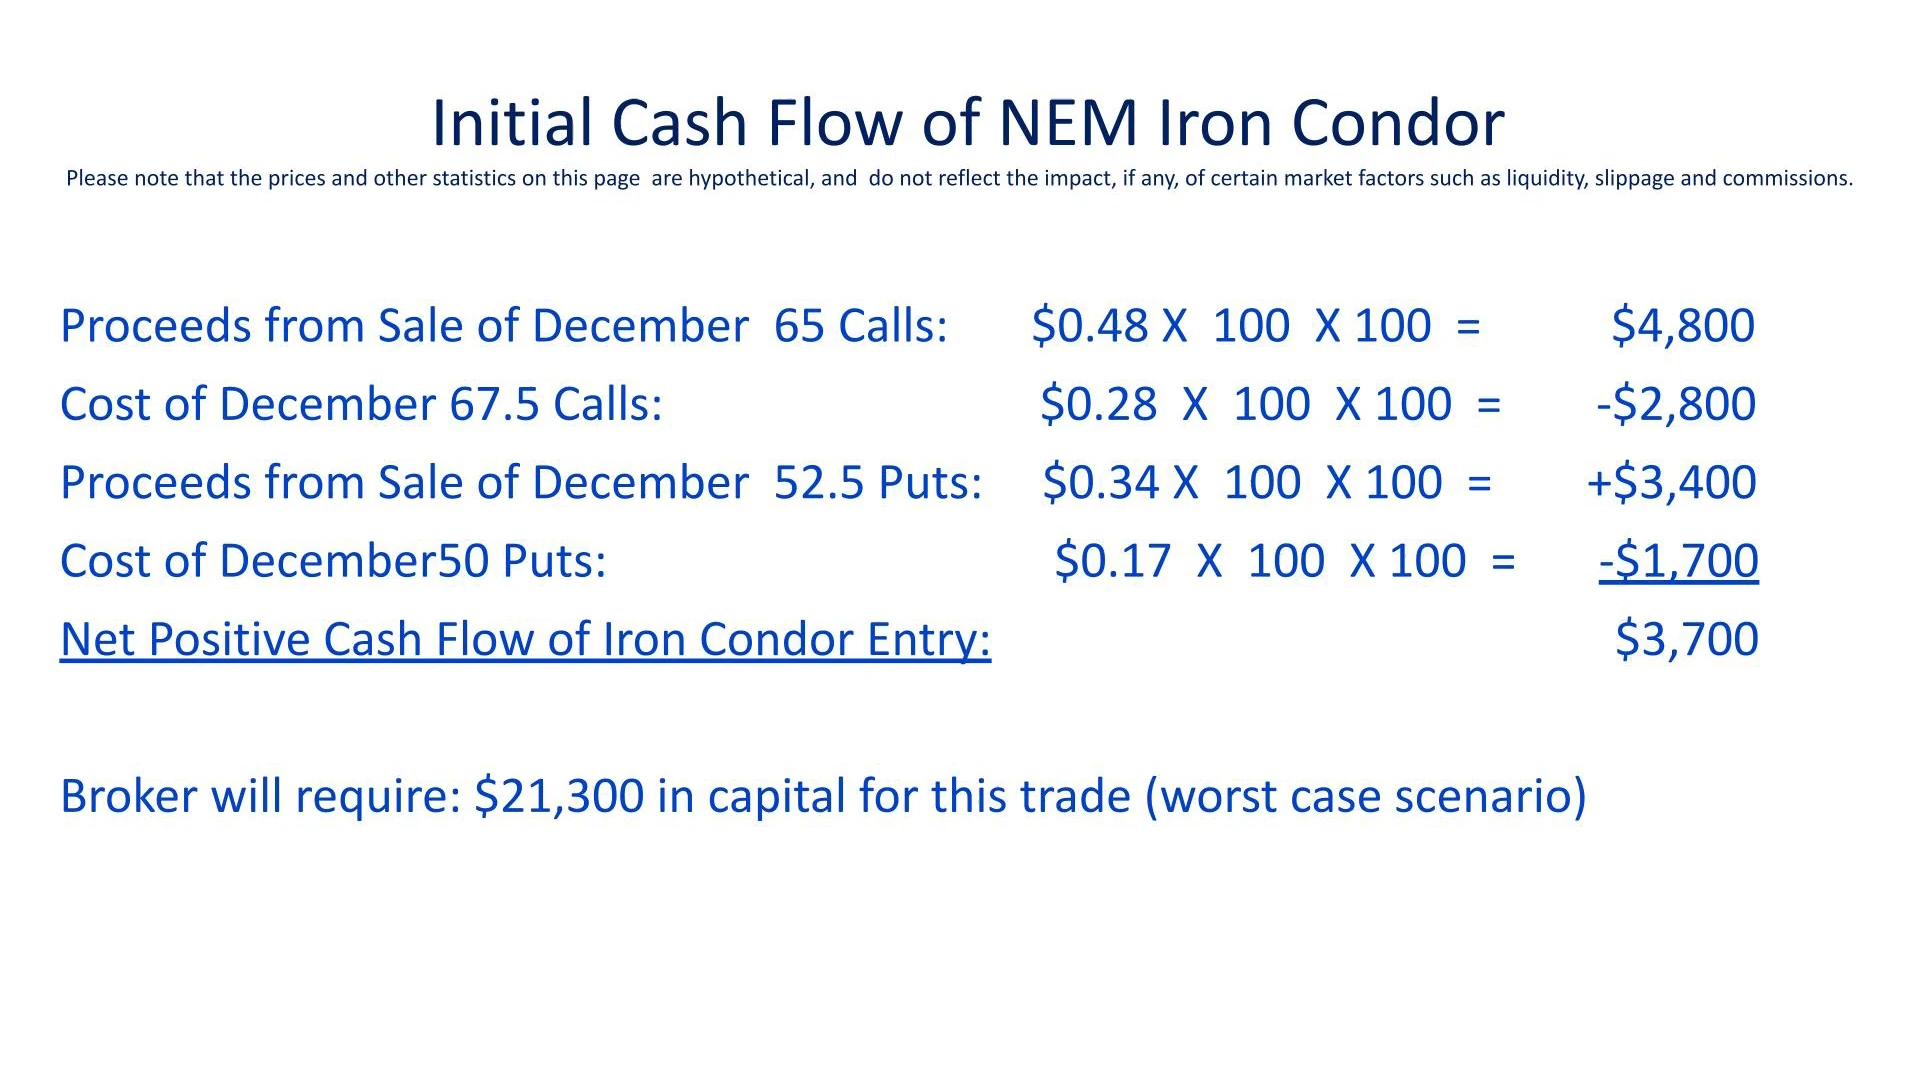 Initial Cash Flow of NEM Iron Condor
Please note that the prices and other statistics on this page are hypothetical, and do not reflect the impact, if any, of certain market factors such as liquidity, slippage and commissions.
Proceeds from Sale of December 65 Calls: $0.48 X 100 X 100 = $4,800
Cost of December 67.5 Calls: $0.28 X 100 X 100 = -$2,800
Proceeds from Sale of December 52.5 Puts: $0.34 X 100 X 100 = +$3,400
Cost of December50 Puts: $0.17 X 100 X 100 = -$1,700
Net Positive Cash Flow of Iron Condor Entry: $3,700
Broker will require: $21,300 in capital for this trade (worst case scenario)